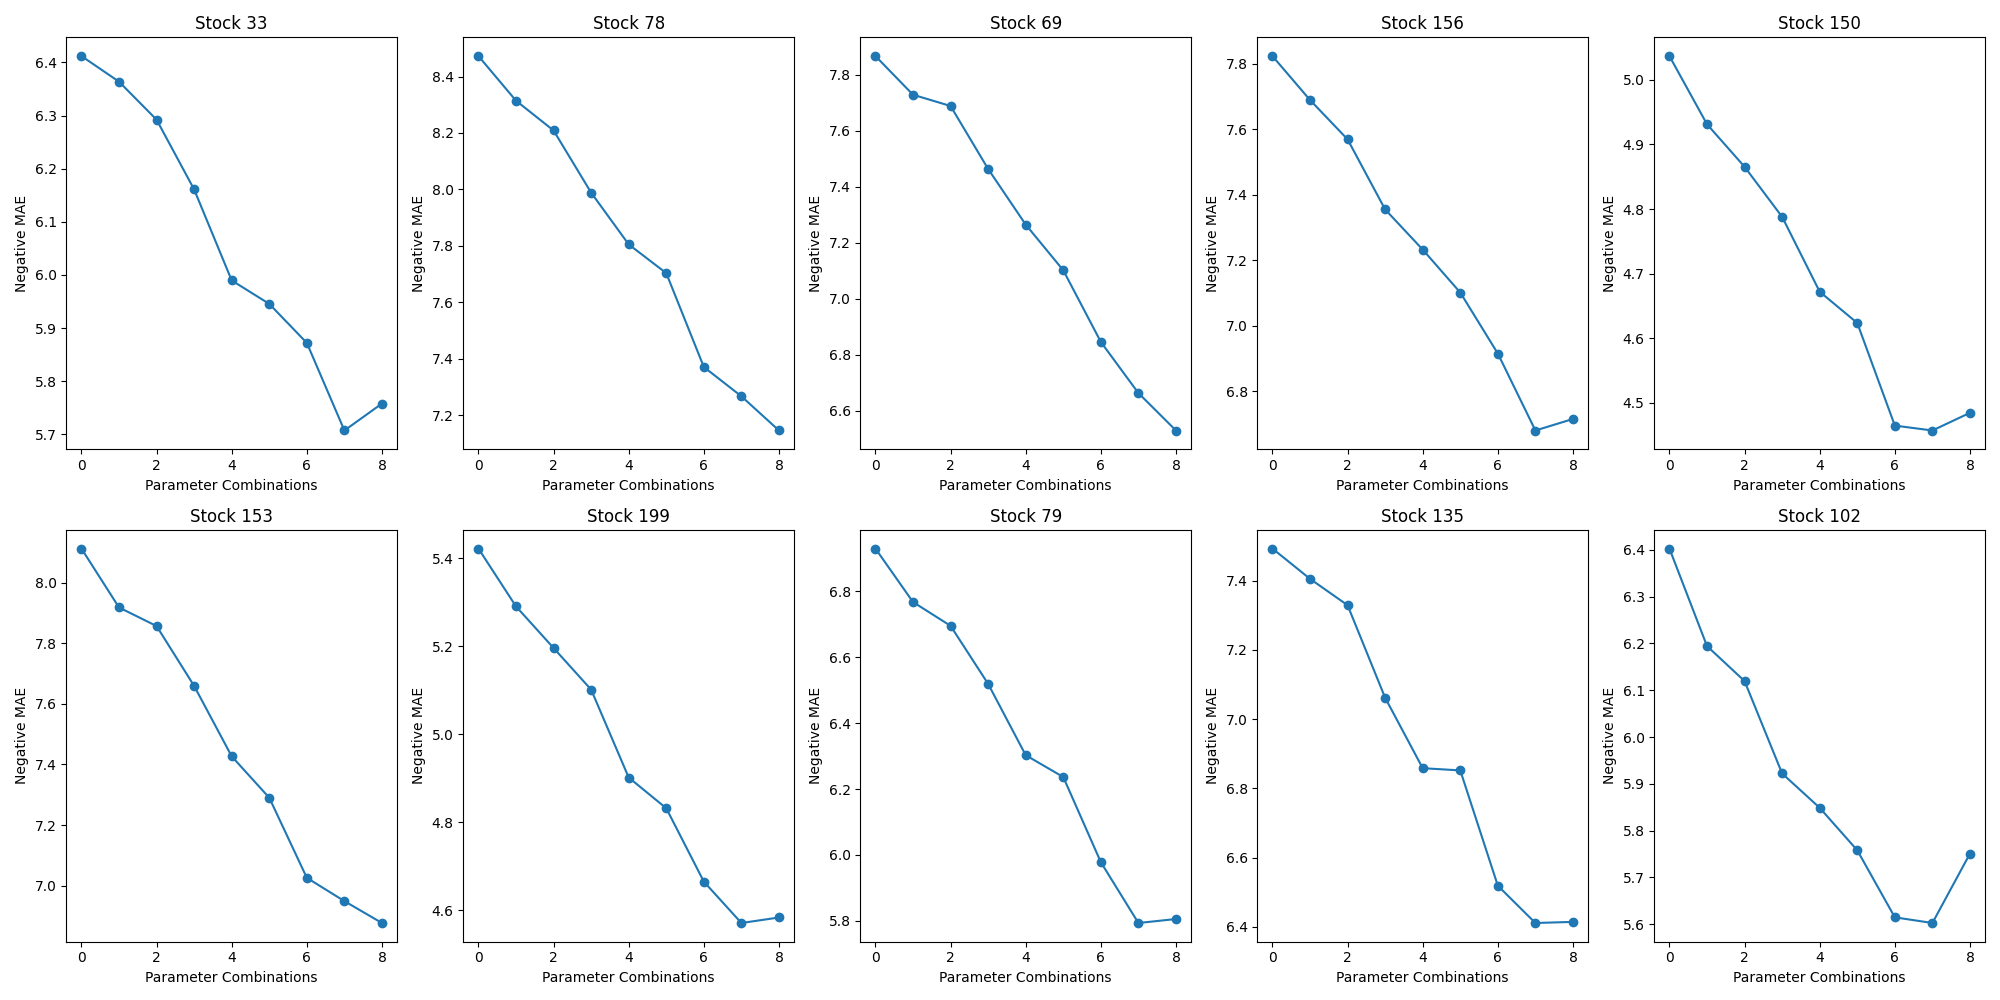 Stock 33
Negative MAE
6.4
6.3
6.2
6.1
6.0
5.9
5.8
5.7
0 2 4 6 8
Parameter Combinations
Stock 78
Negative MAE
8.4
8.2
8.0
7.8
7.6
7.4
7.2
0 2 4 6 8
Parameter Combinations
Stock 69
Negative MAE
7.8
7.6
7.4
7.2
7.0
6.8
6.6
0 2 4 6 8
Parameter Combinations
Stock 156
Negative MAE
7.8
7.6
7.4
7.2
7.0
6.8
0 2 4 6 8
Parameter Combinations
Stock 150
Negative MAE
5.0
4.9
4.8
4.7
4.6
4.5
0 2 4 6 8
Parameter Combinations
Stock 153
Negative MAE
8.0
7.8
7.6
7.4
7.2
7.0
0 2 4 6 8
Parameter Combinations
Stock 199
Negative MAE
5.4
5.2
5.0
4.8
4.6
0 2 4 6 8
Parameter Combinations
Stock 79
Negative MAE
6.8
6.6
6.4
6.2
6.0
5.8
0 2 4 6 8
Parameter Combinations
Stock 135
Negative MAE
7.4
7.2
7.0
6.8
6.6
6.4
0 2 4 6 8
Parameter Combinations
Stock 102
Negative MAE
6.4
6.3
6.2
6.1
6.0
5.9
5.8
5.7
5.6
0 2 4 6 8
Parameter Combinations